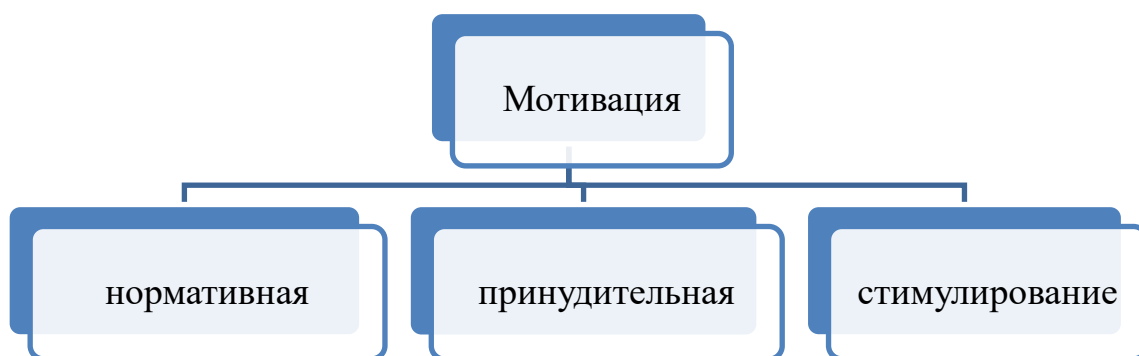 Мотивация
нормативная
принудительная
стимулирование